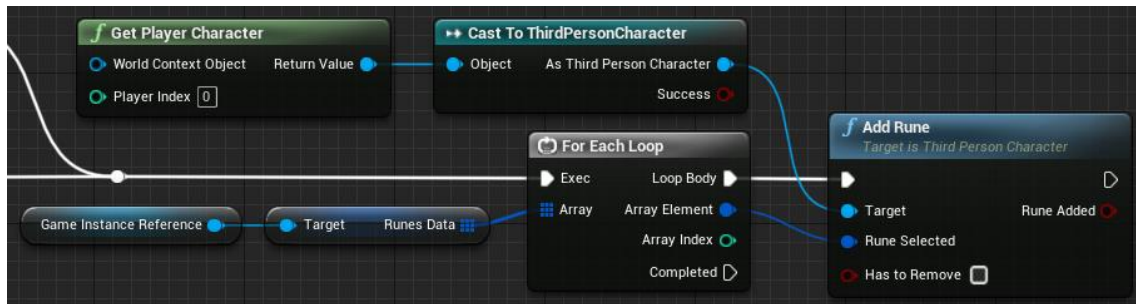 Get Player Character
World Context Object Return Value
Player Index 0
Cast To ThirdPersonCharacter
Object As Third Person Character
Success
For Each Loop
Exec Loop Body
Array Array Element
Array Index
Completed
Game Instance Reference
Target Runes Data
f Add Rune
Target is Third Person Character
Target Rune Added
Rune Selected
Has to Remove